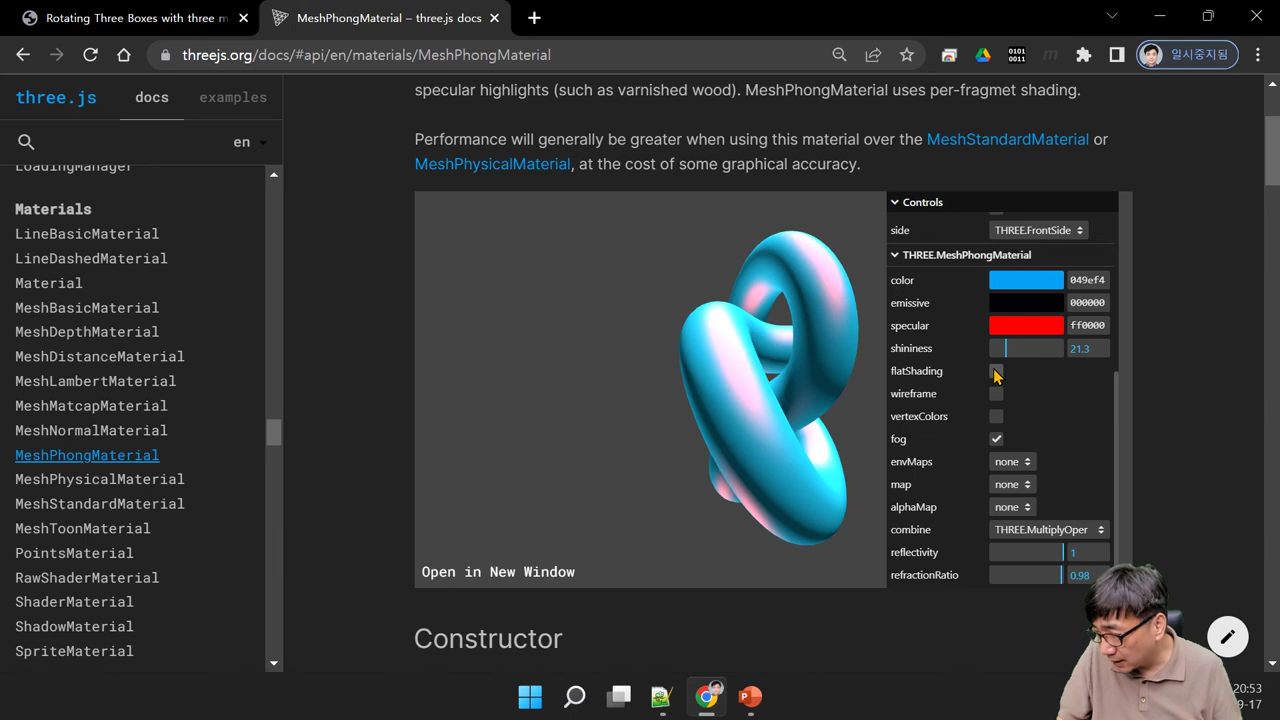 Rotating Three Boxes with three m
MeshPhongMaterial – three.js docs
threejs.org/docs/#api/en/materials/MeshPhongMaterial
0101
0011
m
일시중지됨
three.js
docs
examples
en
LoadingManager
Materials
LineBasicMaterial
LineDashedMaterial
Material
MeshBasicMaterial
MeshDepthMaterial
MeshDistanceMaterial
MeshLambertMaterial
MeshMatcapMaterial
MeshNormalMaterial
MeshPhongMaterial
MeshPhysicalMaterial
MeshStandardMaterial
MeshToonMaterial
PointsMaterial
RawShaderMaterial
ShaderMaterial
ShadowMaterial
SpriteMaterial
specular highlights (such as varnished wood). MeshPhongMaterial uses per-fragmet shading.
Performance will generally be greater when using this material over the MeshStandardMaterial or
MeshPhysicalMaterial, at the cost of some graphical accuracy.
Controls
side THREE.FrontSide
THREE.MeshPhongMaterial
color 049ef4
emissive 000000
specular ff0000
shininess 21.3
flatShading
wireframe
vertexColors
fog
envMaps none
map none
alphaMap none
combine THREE.MultiplyOper
reflectivity 1
refractionRatio 0.98
Open in New Window
Constructor
20:53
09-17